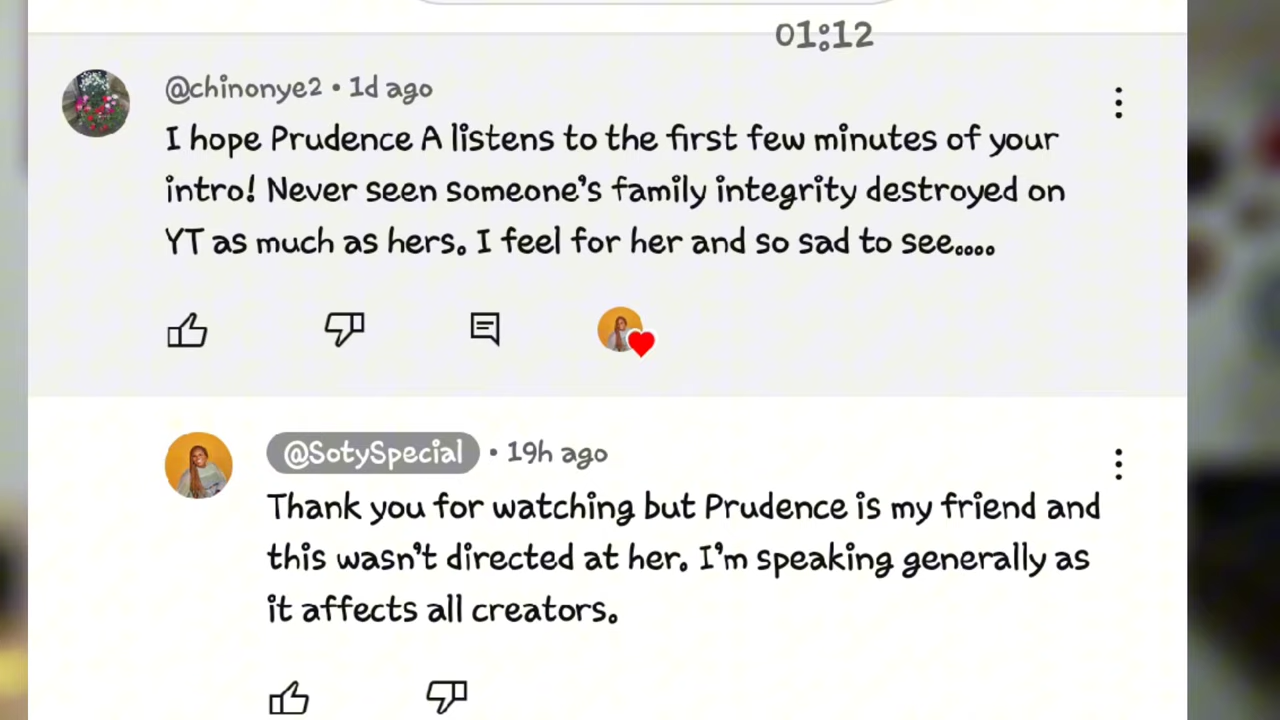 01:12
@chinonye2 • 1d ago
I hope Prudence A listens to the first few minutes of your
intro! Never seen someone's family integrity destroyed on
YT as much as hers. I feel for her and so sad to see....
@SotySpecial • 19h ago
Thank you for watching but Prudence is my friend and
this wasn't directed at her. I'm speaking generally as
it affects all creators.